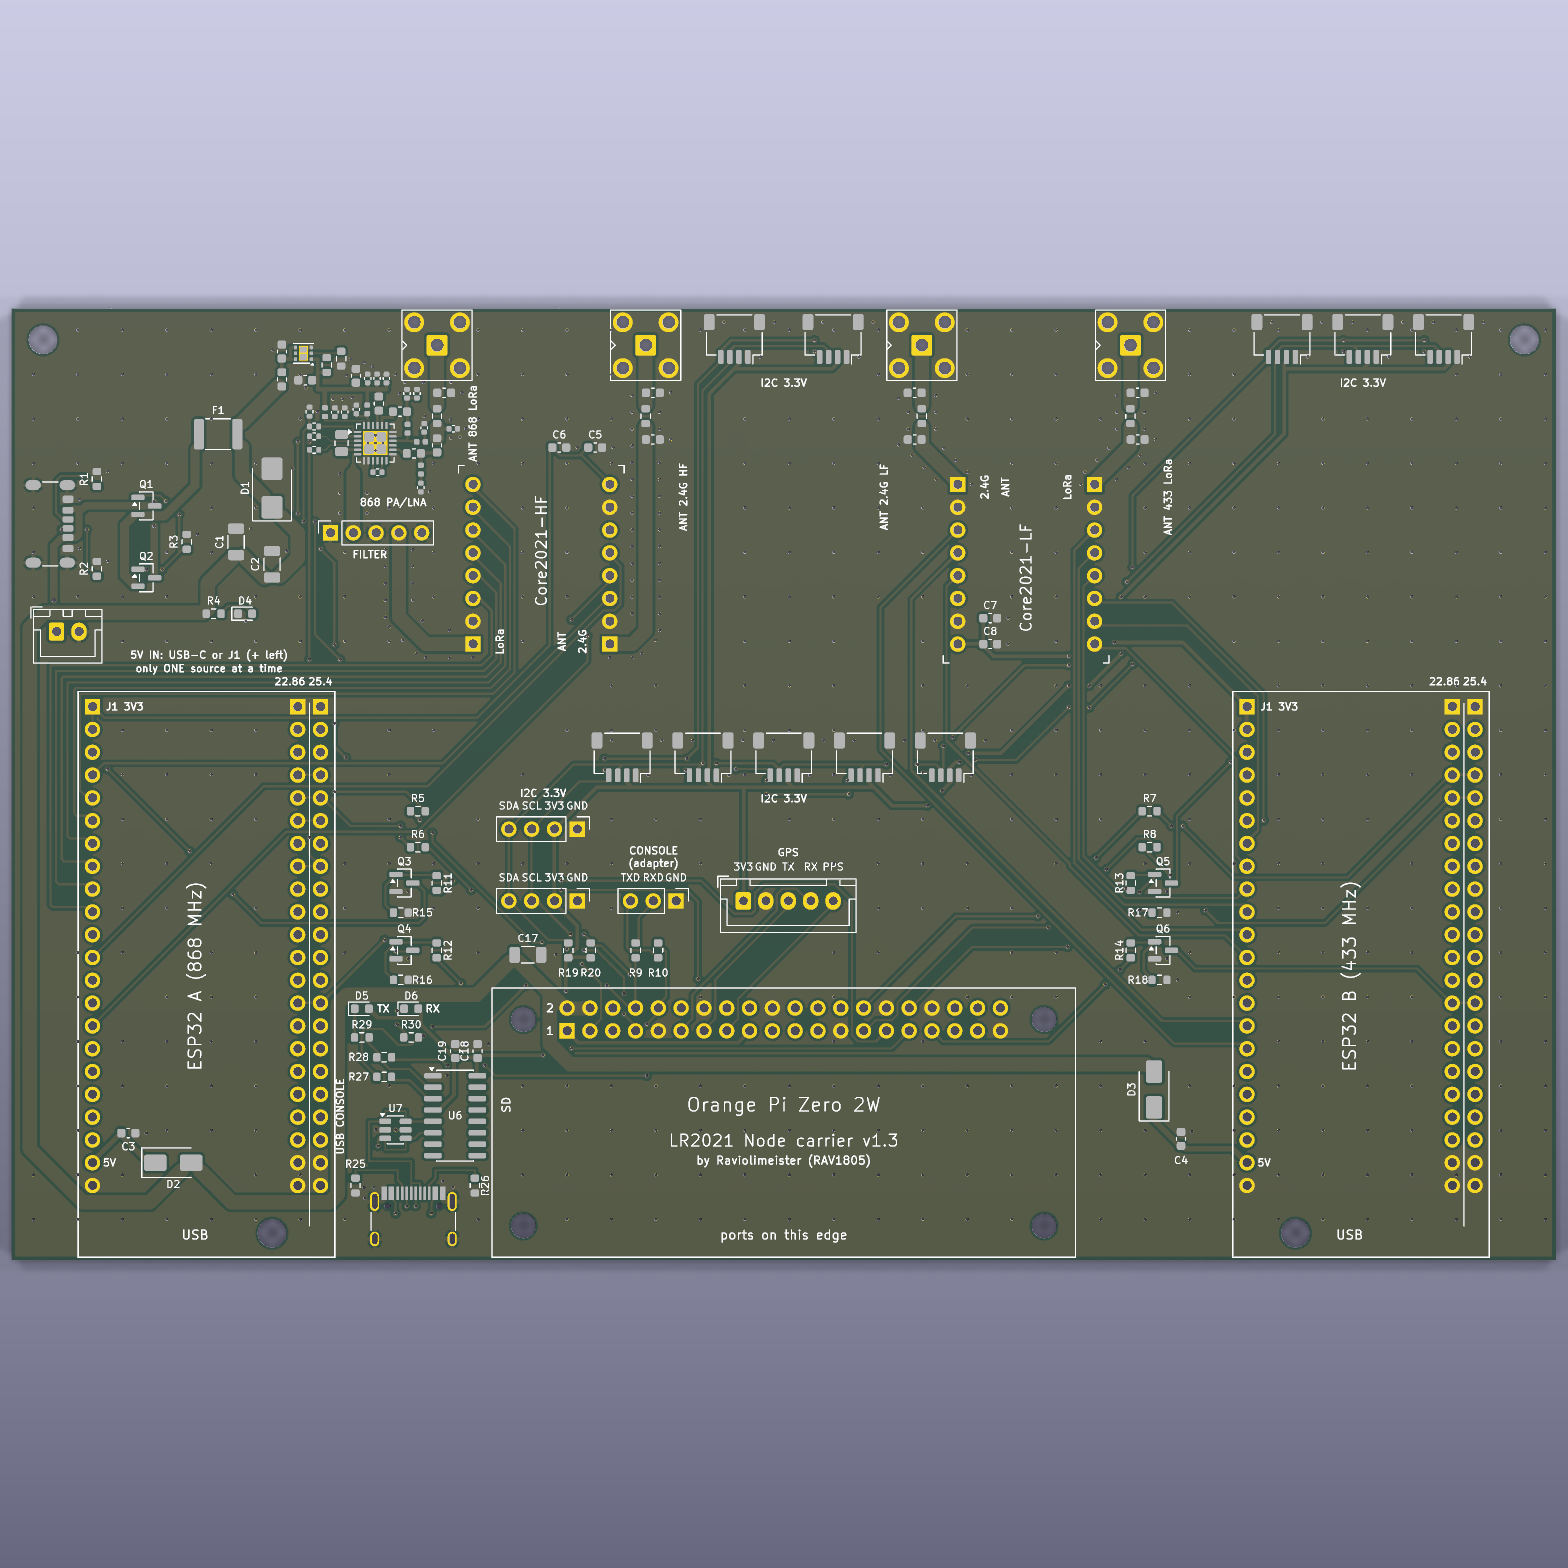 I2C 3.3V
I2C 3.3V
ANT 868 LoRa
F1
C6
C5
ANT 2.4G HF
ANT 2.4G LF
ANT 433 LoRa
R1
Q1
D1
868 PA/LNA
2.4G
ANT
LoRa
R3
C1
FILTER
Core2021-HF
Core2021-LF
R2
Q2
C2
R4
D4
C7
C8
LoRa
ANT
2.4G
5V IN: USB-C or J1 (+ left)
only ONE source at a time
22.86 25.4
22.86 25.4
J1 3V3
J1 3V3
I2C 3.3V
SDA SCL 3V3 GND
I2C 3.3V
R5
R7
R6
R8
CONSOLE
(adapter)
TXD RXD GND
GPS
3V3 GND TX RX PPS
Q3
Q5
SDA SCL 3V3 GND
R11
R13
R15
R17
Q4
Q6
C17
R12
R14
R16
R18
R19 R20
R9 R10
ESP32 A (868 MHz)
ESP32 B (433 MHz)
D5
TX
D6
RX
2
1
R29
R30
R28
C19
C18
R27
D3
USB CONSOLE
U7
U6
SD
Orange Pi Zero 2W
LR2021 Node carrier v1.3
by Raviolimeister (RAV1805)
C3
C4
5V
5V
D2
R25
R26
USB
ports on this edge
USB